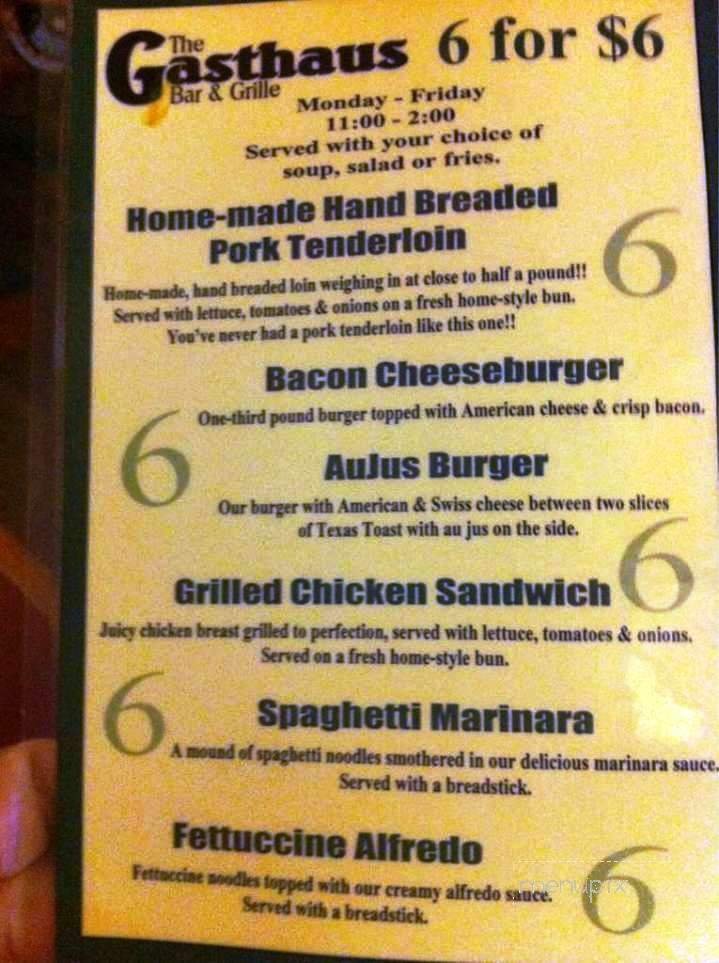 The Gasthaus 6 for $6
Bar & Grille
Monday - Friday
11:00 - 2:00
Served with your choice of
soup, salad or fries.
Home-made Hand Breaded
Pork Tenderloin
6
Home-made, hand breaded loin weighing in at close to half a pound!!
Served with lettuce, tomatoes & onions on a fresh home-style bun.
You've never had a pork tenderloin like this one!!
Bacon Cheeseburger
One-third pound burger topped with American cheese & crisp bacon.
6
AuJus Burger
Our burger with American & Swiss cheese between two slices
of Texas Toast with au jus on the side.
6
Grilled Chicken Sandwich
Juicy chicken breast grilled to perfection, served with lettuce, tomatoes & onions.
Served on a fresh home-style bun.
6
Spaghetti Marinara
A mound of spaghetti noodles smothered in our delicious marinara sauce.
Served with a breadstick.
Fettuccine Alfredo
Fettuccine noodles topped with our creamy alfredo sauce.
Served with a breadstick.
6
menupix